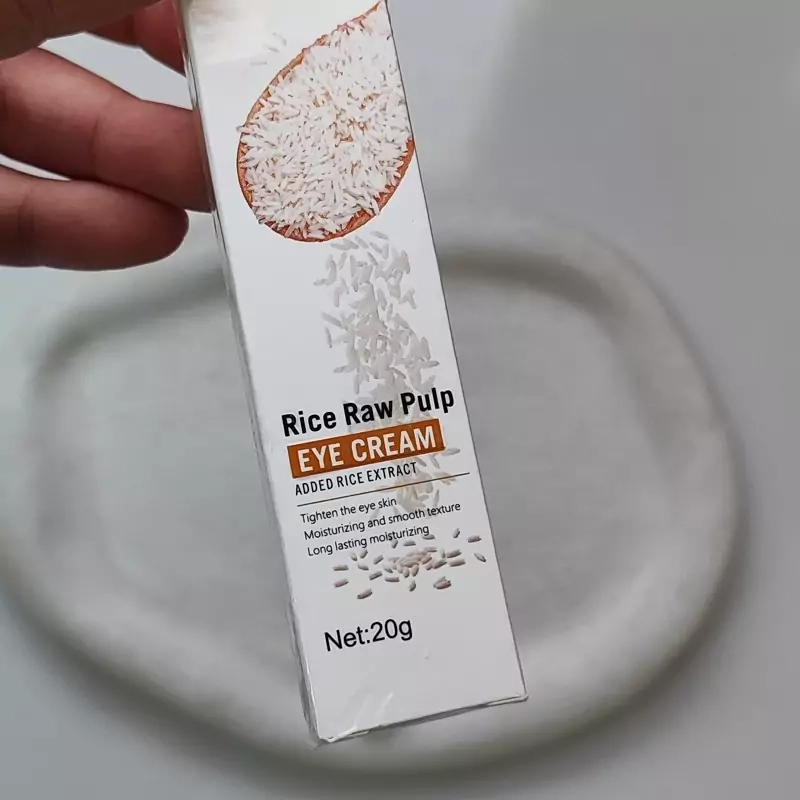 Rice Raw Pulp
EYE CREAM
ADDED RICE EXTRACT
Tighten the eye skin
Moisturizing and smooth texture
Long lasting moisturizing
Net:20g